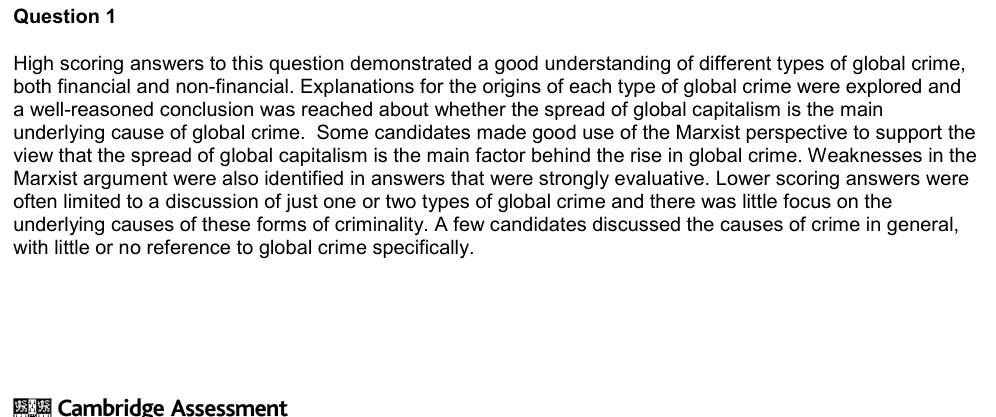 Question 1
High scoring answers to this question demonstrated a good understanding of different types of global crime,
both financial and non-financial. Explanations for the origins of each type of global crime were explored and
a well-reasoned conclusion was reached about whether the spread of global capitalism is the main
underlying cause of global crime.  Some candidates made good use of the Marxist perspective to support the
view that the spread of global capitalism is the main factor behind the rise in global crime. Weaknesses in the
Marxist argument were also identified in answers that were strongly evaluative. Lower scoring answers were
often limited to a discussion of just one or two types of global crime and there was little focus on the
underlying causes of these forms of criminality. A few candidates discussed the causes of crime in general,
with little or no reference to global crime specifically.
Cambridge Assessment